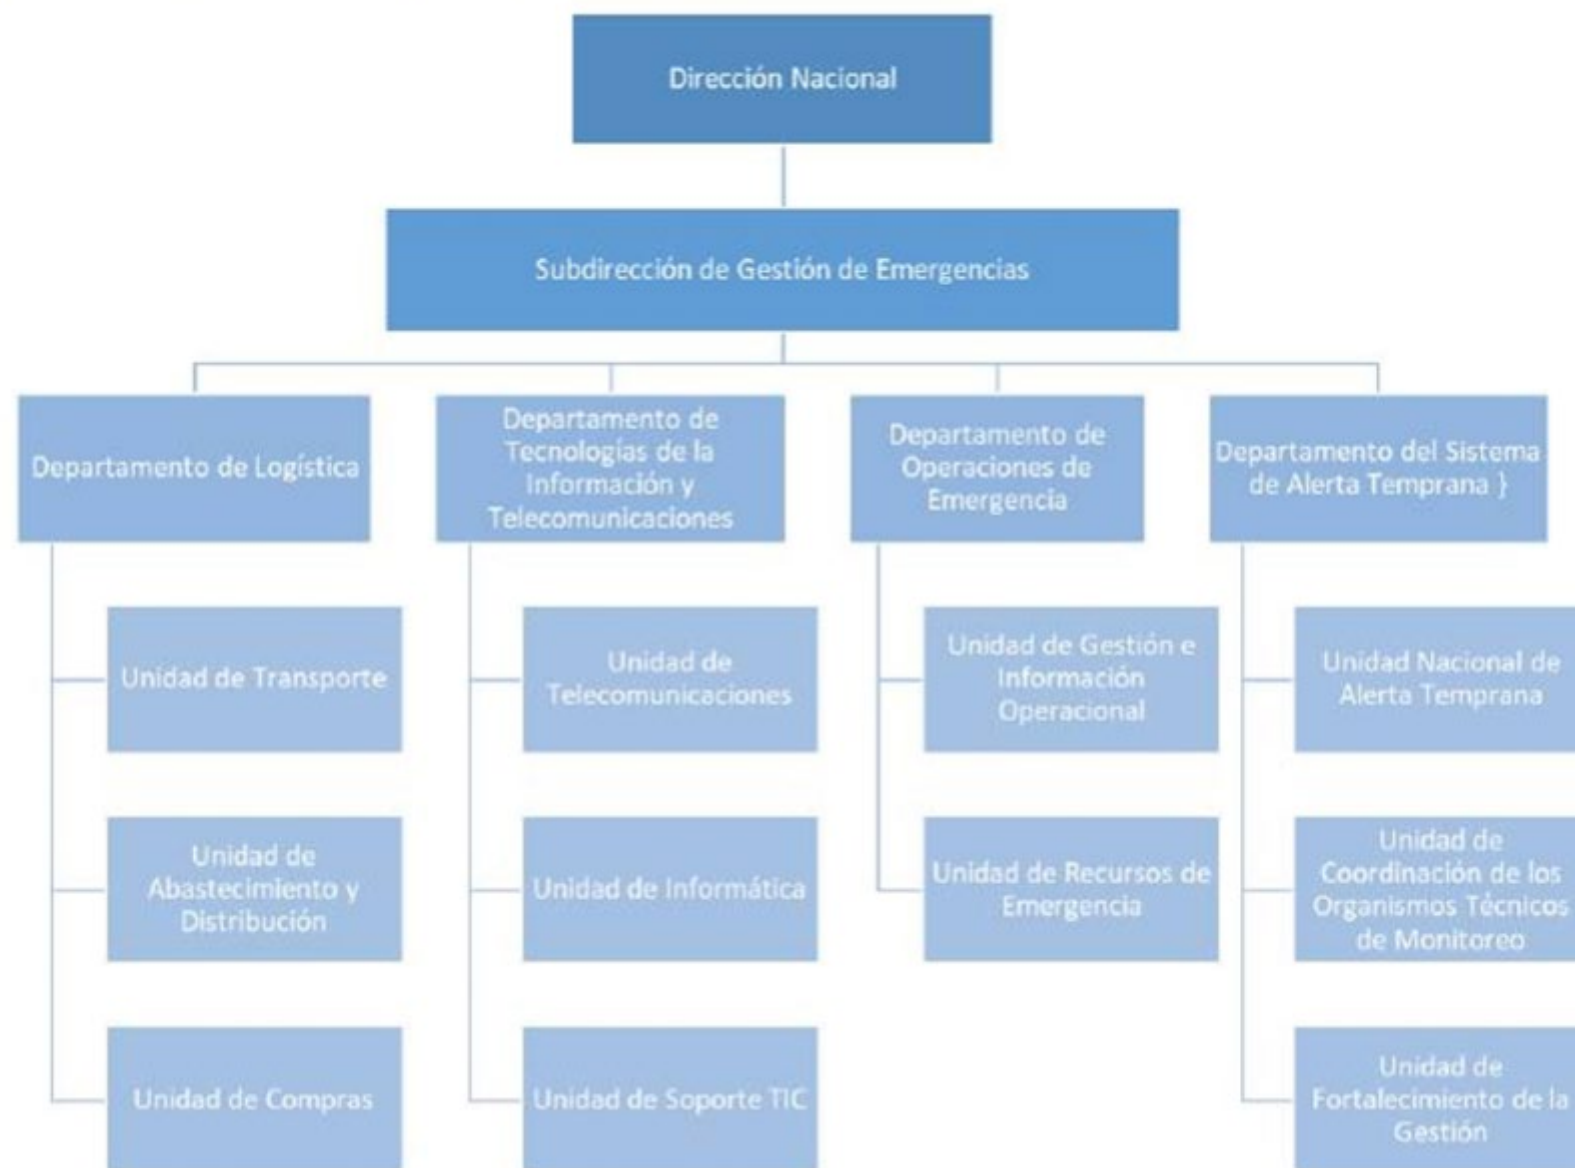 Dirección Nacional
Subdirección de Gestión de Emergencias
Departamento de Logística
Departamento de
Tecnologías de la
Información y
Telecomunicaciones
Departamento de
Operaciones de
Emergencia
Departamento del Sistema
de Alerta Temprana }
Unidad de Transporte
Unidad de
Telecomunicaciones
Unidad de Gestión e
Información
Operacional
Unidad Nacional de
Alerta Temprana
Unidad de
Abastecimiento y
Distribución
Unidad de Informática
Unidad de Recursos de
Emergencia
Unidad de
Coordinación de los
Organismos Técnicos
de Monitoreo
Unidad de Compras
Unidad de Soporte TIC
Unidad de
Fortalecimiento de la
Gestión